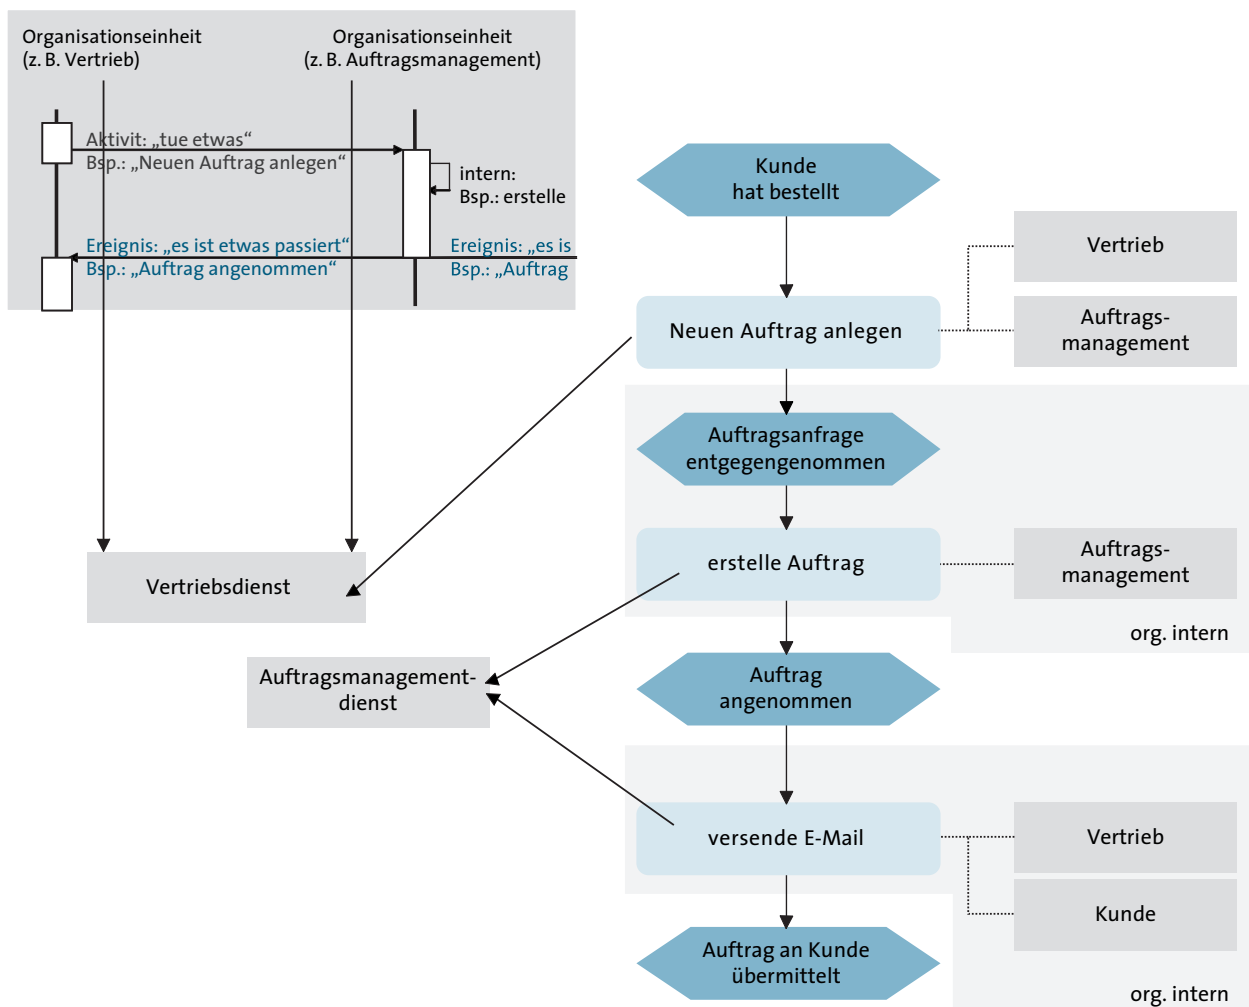 Organisationseinheit
(z. B. Vertrieb)
Organisationseinheit
(z. B. Auftragsmanagement)
Aktivit: „tue etwas“
Bsp.: „Neuen Auftrag anlegen“
intern:
Bsp.: erstelle
Ereignis: „es ist etwas passiert“
Bsp.: „Auftrag angenommen“
Ereignis: „es is
Bsp.: „Auftrag
Kunde
hat bestellt
Vertrieb
Neuen Auftrag anlegen
Auftrags-
management
Auftragsanfrage
entgegengenommen
erstelle Auftrag
Auftrags-
management
org. intern
Vertriebsdienst
Auftragsmanagement-
dienst
Auftrag
angenommen
versende E-Mail
Vertrieb
Kunde
Auftrag an Kunde
übermittelt
org. intern